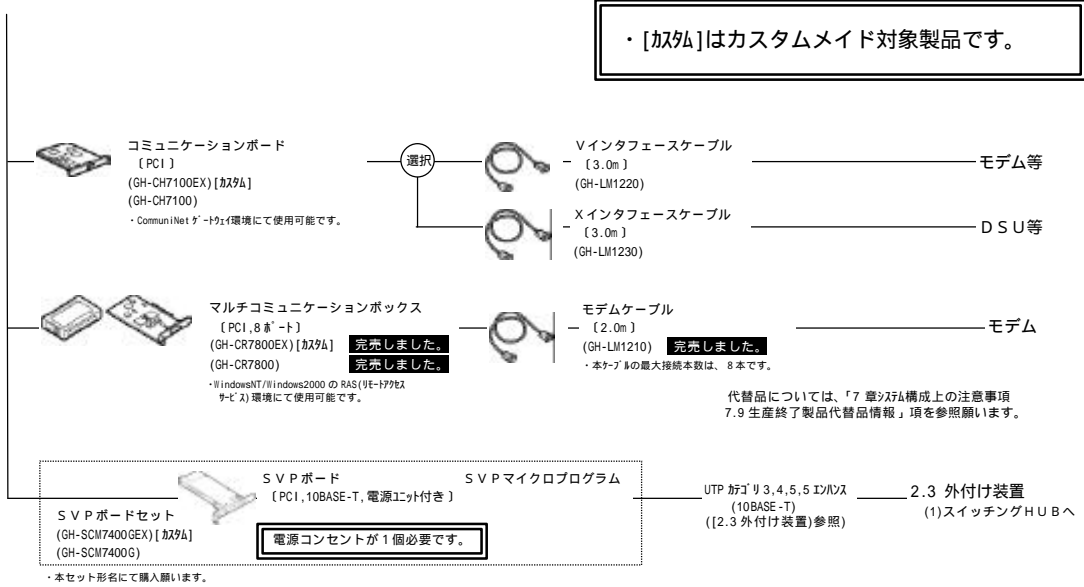 ・[ｶｽﾀﾑ]はカスタムメイド対象製品です。
コミュニケーションボード
〔PCI〕
(GH-CH7100EX)[ｶｽﾀﾑ]
(GH-CH7100)
・CommuniNet ｹﾞｰﾄｳｪｲ環境にて使用可能です。
選択
Ｖインタフェースケーブル
〔3.0m〕
(GH-LM1220)
モデム等
Ｘインタフェースケーブル
〔3.0m〕
(GH-LM1230)
ＤＳＵ等
マルチコミュニケーションボックス
〔PCI,8ﾎﾟｰﾄ〕
(GH-CR7800EX)[ｶｽﾀﾑ] 完売しました。
(GH-CR7800) 完売しました。
・WindowsNT/Windows2000 の RAS(ﾘﾓｰﾄｱｸｾｽ
ｻｰﾋﾞｽ)環境にて使用可能です。
モデムケーブル
〔2.0m〕
(GH-LM1210) 完売しました。
・本ｹｰﾌﾞﾙの最大接続本数は、８本です。
モデム
代替品については、「7 章ｼｽﾃﾑ構成上の注意事項
7.9 生産終了製品代替品情報」項を参照願います。
ＳＶＰボード
〔PCI,10BASE-T,電源ﾕﾆｯﾄ付き〕
ＳＶＰマイクロプログラム
ＳＶＰボードセット
(GH-SCM7400GEX)[ｶｽﾀﾑ]
(GH-SCM7400G)
電源コンセントが１個必要です。
・本セット形名にて購入願います。
UTP ｶﾃｺﾞﾘ 3,4,5,5 ｴﾝﾊﾝｽ
(10BASE-T)
([2.3 外付け装置)参照)
2.3 外付け装置
(1)スイッチングＨＵＢへ